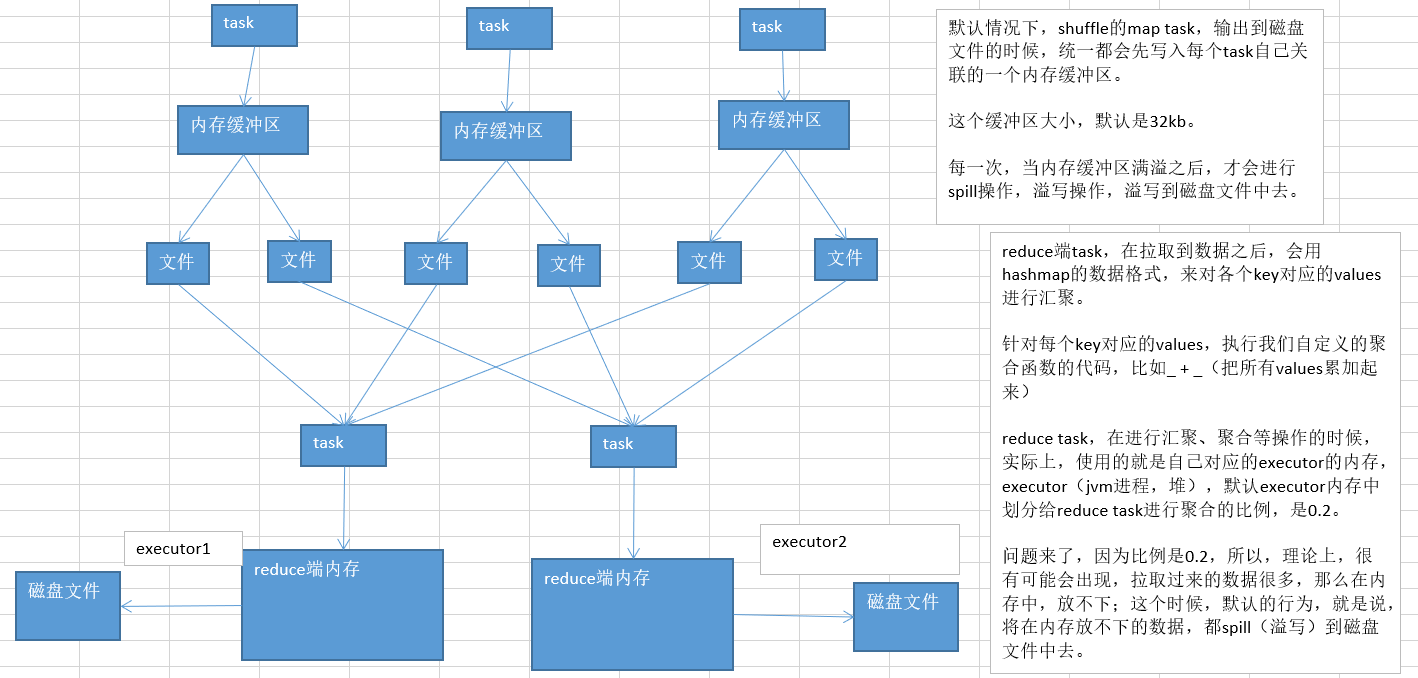 task
task
task
内存缓冲区
内存缓冲区
内存缓冲区
文件
文件
文件
文件
文件
文件
task
task
executor1
executor2
磁盘文件
reduce端内存
reduce端内存
磁盘文件
默认情况下，shuffle的map task，输出到磁盘
文件的时候，统一都会先写入每个task自己关
联的一个内存缓冲区。
这个缓冲区大小，默认是32kb。
每一次，当内存缓冲区满溢之后，才会进行
spill操作，溢写操作，溢写到磁盘文件中去。
reduce端task，在拉取到数据之后，会用
hashmap的数据格式，来对各个key对应的values
进行汇聚。
针对每个key对应的values，执行我们自定义的聚
合函数的代码，比如_ + _（把所有values累加起
来）
reduce task，在进行汇聚、聚合等操作的时候，
实际上，使用的就是自己对应的executor的内存，
executor（jvm进程，堆），默认executor内存中
划分给reduce task进行聚合的比例，是0.2。
问题来了，因为比例是0.2，所以，理论上，很
有可能会出现，拉取过来的数据很多，那么在内
存中，放不下；这个时候，默认的行为，就是说，
将在内存放不下的数据，都spill（溢写）到磁盘
文件中去。